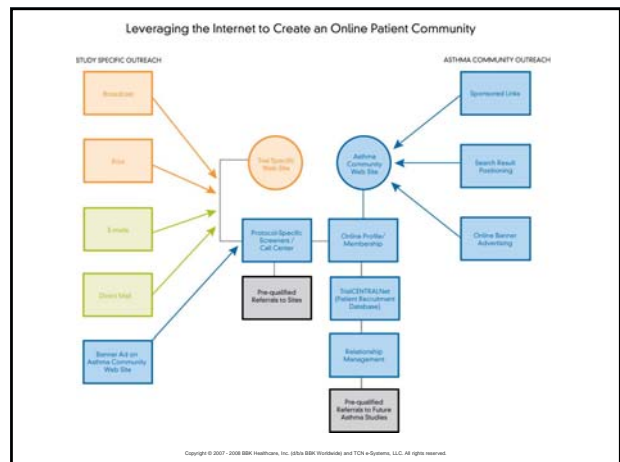 Leveraging the Internet to Create an Online Patient Community
STUDY SPECIFIC OUTREACH
ASTHMA COMMUNITY OUTREACH
Broadcast
Sponsored Links
Print
Trial Specific
Web Site
Asthma
Community
Web Site
Search Result
Positioning
E-mails
Protocol-Specific
Screeners /
Call Center
Online Profile/
Membership
Online Banner
Advertising
Direct Mail
Pre-qualified
Referrals to Sites
TrialCENTRALNet
(Patient Recruitment
Database)
Banner Ad on
Asthma Community
Web Site
Relationship
Management
Pre-qualified
Referrals to Future
Asthma Studies
Copyright © 2007 - 2008 BBK Healthcare, Inc. (d/b/a BBK Worldwide) and TCN e-Systems, LLC. All rights reserved.